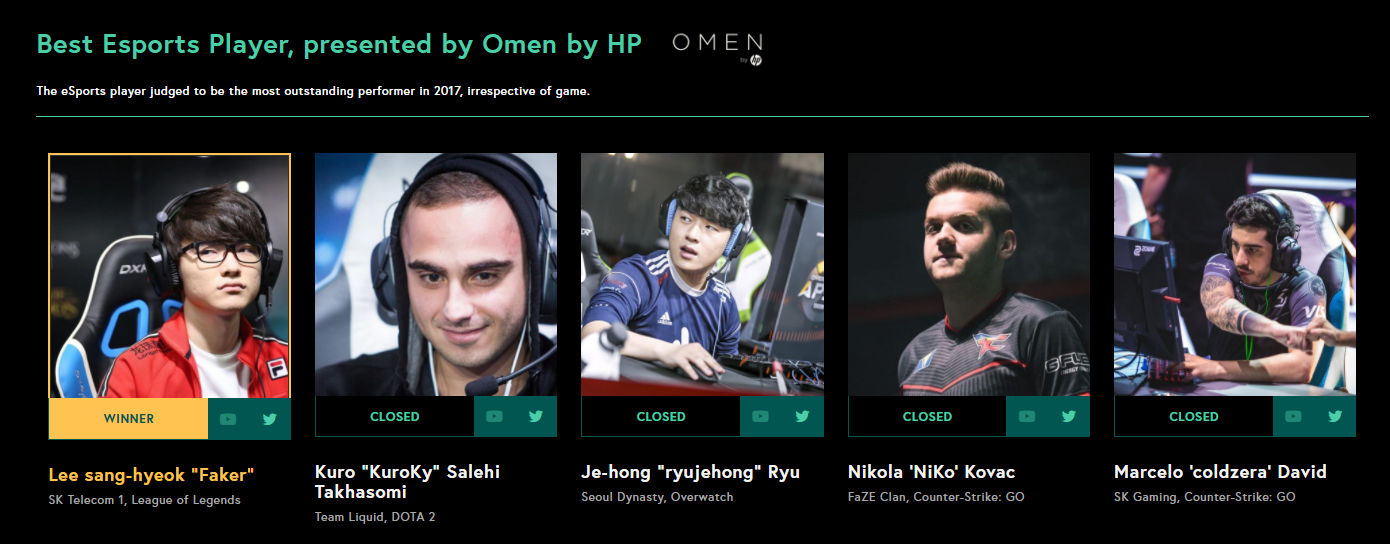 Best Esports Player, presented by Omen by HP
OMEN
by hp
The eSports player judged to be the most outstanding performer in 2017, irrespective of game.
WINNER
CLOSED
CLOSED
CLOSED
CLOSED
Lee sang-hyeok "Faker"
SK Telecom 1, League of Legends
Kuro "KuroKy" Salehi
Takhasomi
Team Liquid, DOTA 2
Je-hong "ryujehong" Ryu
Seoul Dynasty, Overwatch
Nikola 'NiKo' Kovac
FaZE Clan, Counter-Strike: GO
Marcelo 'coldzera' David
SK Gaming, Counter-Strike: GO